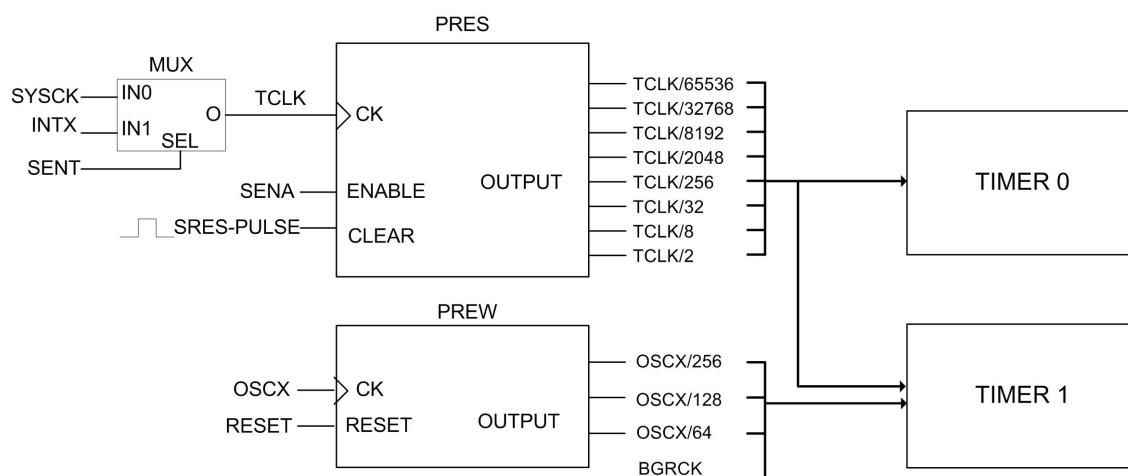 PRES
MUX
SYSCK
IN0
TCLK
INTX
IN1
O
SEL
SENT
CK
SENA
ENABLE
OUTPUT
SRES-PULSE
CLEAR
TCLK/65536
TCLK/32768
TCLK/8192
TCLK/2048
TCLK/256
TCLK/32
TCLK/8
TCLK/2
TIMER 0
PREW
OSCX
CK
RESET
RESET
OUTPUT
OSCX/256
OSCX/128
OSCX/64
BGRCK
TIMER 1